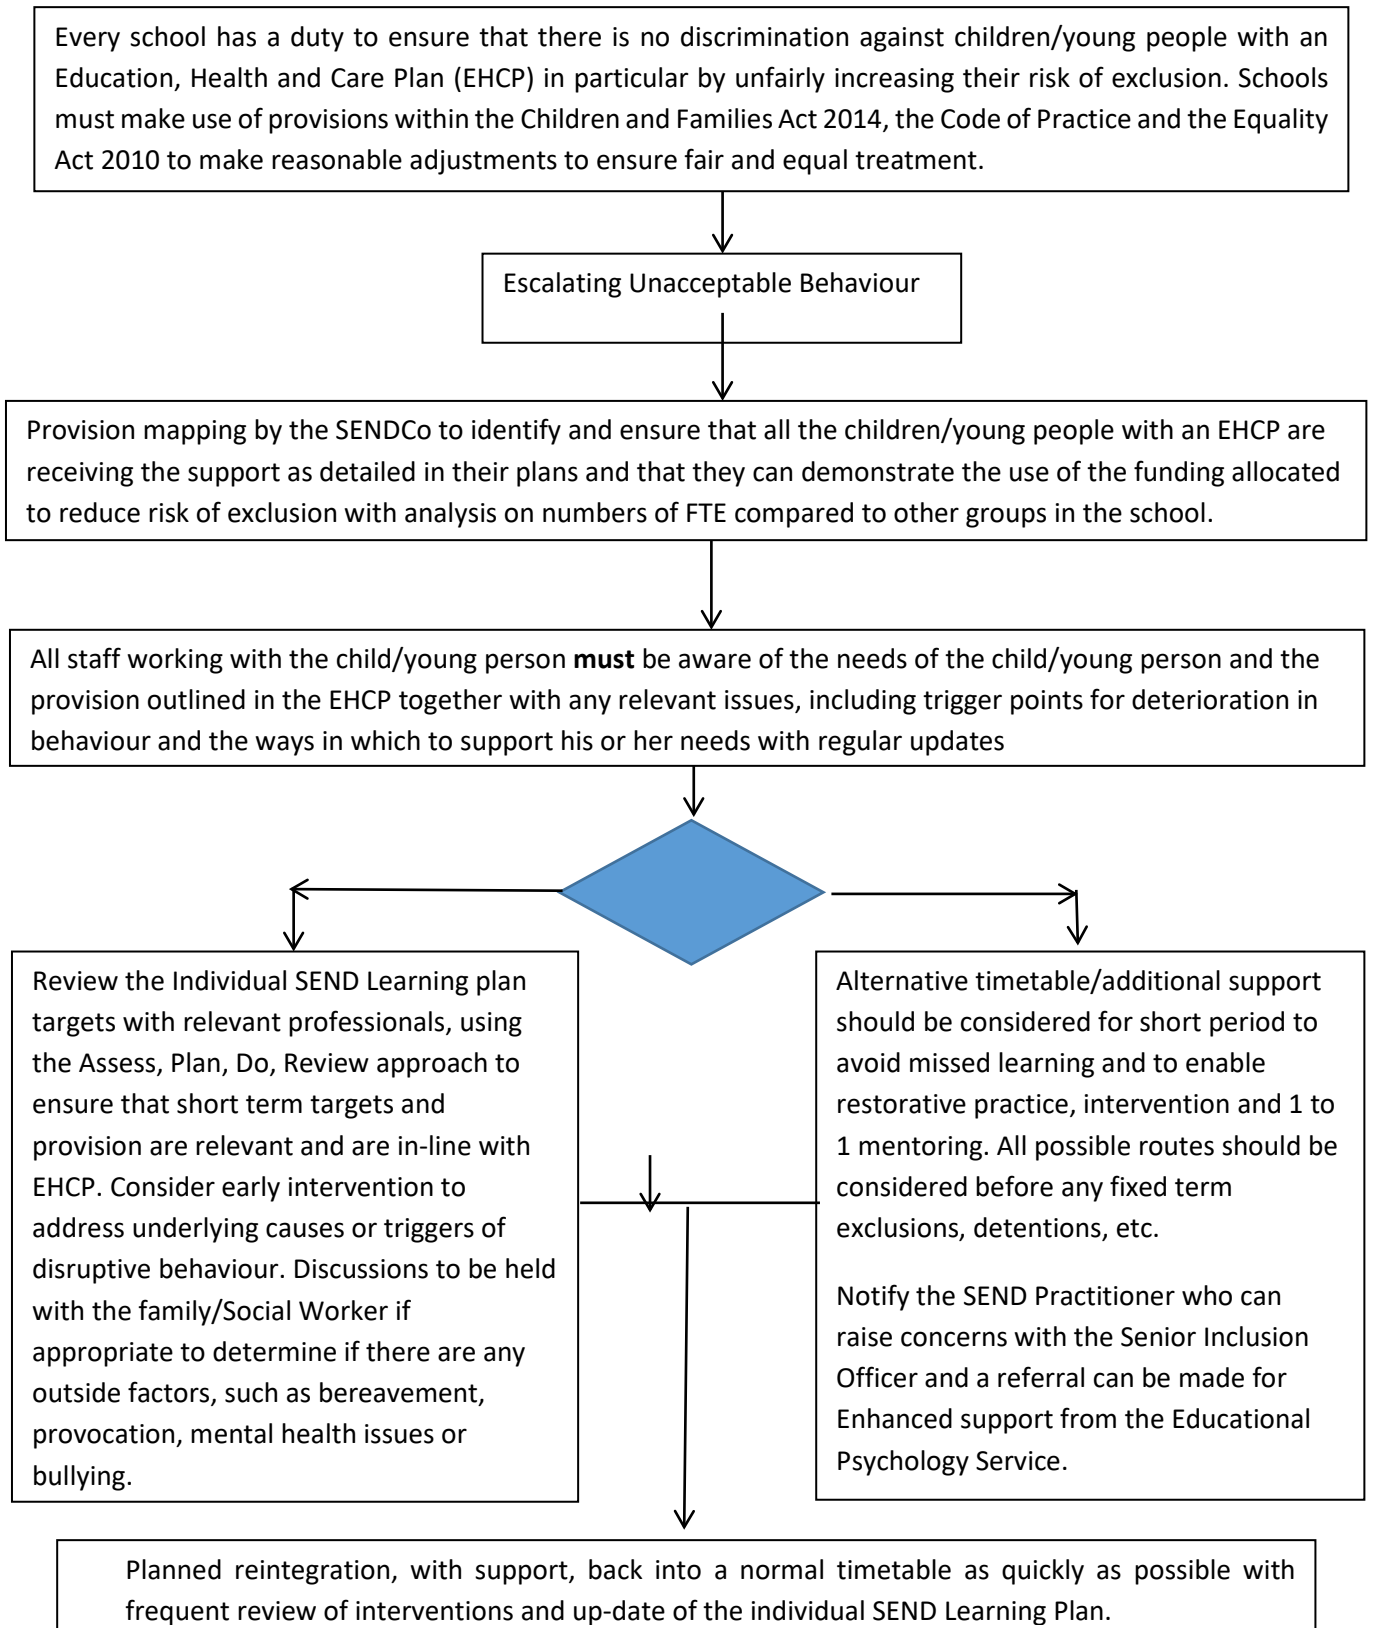 Every school has a duty to ensure that there is no discrimination against children/young people with an
Education, Health and Care Plan (EHCP) in particular by unfairly increasing their risk of exclusion. Schools
must make use of provisions within the Children and Families Act 2014, the Code of Practice and the Equality
Act 2010 to make reasonable adjustments to ensure fair and equal treatment.
Escalating Unacceptable Behaviour
Provision mapping by the SENDCo to identify and ensure that all the children/young people with an EHCP are
receiving the support as detailed in their plans and that they can demonstrate the use of the funding allocated
to reduce risk of exclusion with analysis on numbers of FTE compared to other groups in the school.
All staff working with the child/young person must be aware of the needs of the child/young person and the
provision outlined in the EHCP together with any relevant issues, including trigger points for deterioration in
behaviour and the ways in which to support his or her needs with regular updates
Review the Individual SEND Learning plan
targets with relevant professionals, using
the Assess, Plan, Do, Review approach to
ensure that short term targets and
provision are relevant and are in-line with
EHCP. Consider early intervention to
address underlying causes or triggers of
disruptive behaviour. Discussions to be held
with the family/Social Worker if
appropriate to determine if there are any
outside factors, such as bereavement,
provocation, mental health issues or
bullying.
Alternative timetable/additional support
should be considered for short period to
avoid missed learning and to enable
restorative practice, intervention and 1 to
1 mentoring. All possible routes should be
considered before any fixed term
exclusions, detentions, etc.
Notify the SEND Practitioner who can
raise concerns with the Senior Inclusion
Officer and a referral can be made for
Enhanced support from the Educational
Psychology Service.
Planned reintegration, with support, back into a normal timetable as quickly as possible with
frequent review of interventions and up-date of the individual SEND Learning Plan.